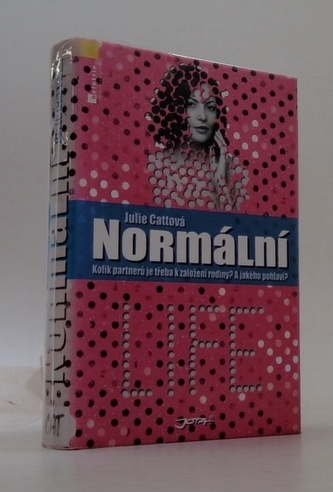 Julie Cattová
NORMÁLNÍ
Kolik partnerů je třeba k založení rodiny? A jakého pohlaví?
LIFE
JOTA